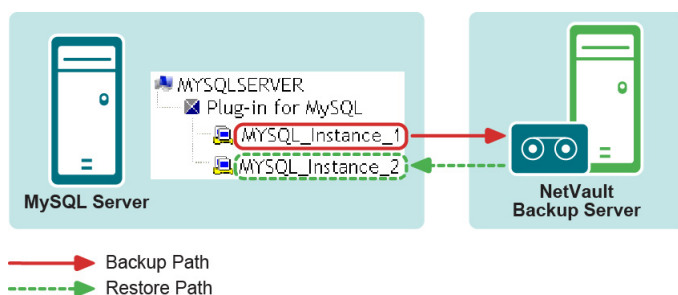 MYSQLSERVER
Plug-in for MySQL
MYSQL_Instance_1
MYSQL_Instance_2
MySQL Server
NetVault
Backup Server
Backup Path
Restore Path